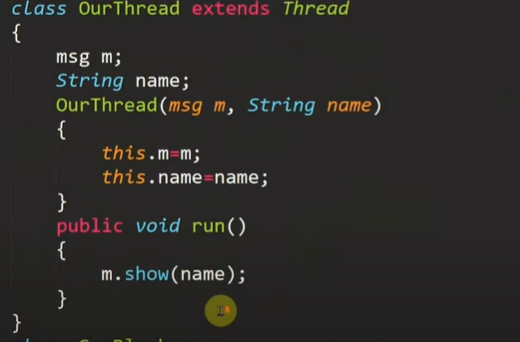 class OurThread extends Thread
{
    msg m;
    String name;
    OurThread(msg m, String name)
    {
        this.m=m;
        this.name=name;
    }
    public void run()
    {
        m.show(name);
    }
}